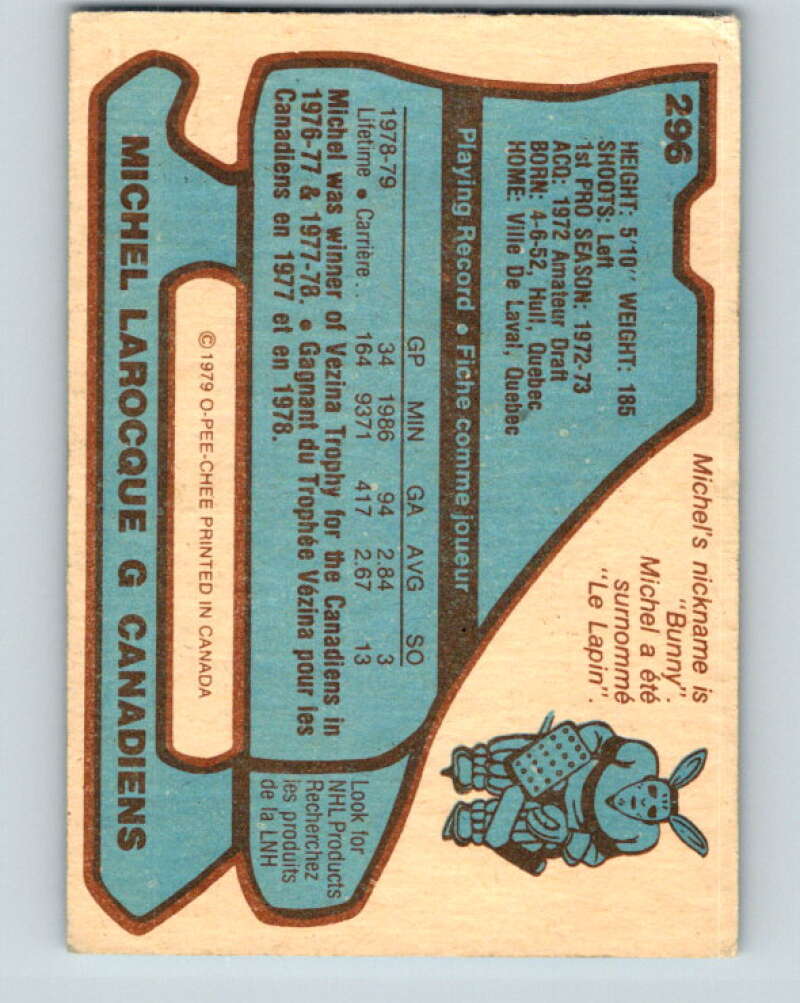 296
HEIGHT: 5'10" WEIGHT: 185
SHOOTS: Left
1st PRO SEASON: 1972-73
ACQ: 1972 Amateur Draft
BORN: 4-6-52, Hull, Quebec
HOME: Ville De Laval, Quebec
Michel's nickname is
"Bunny".
Michel a été
surnommé
"Le Lapin".
Playing Record • Fiche comme joueur
GP MIN GA AVG SO
1978-79 34 1986 94 2.84 3
Lifetime • Carrière.. 164 9371 417 2.67 13
Michel was winner of Vezina Trophy for the Canadiens in
1976-77 & 1977-78. • Gagnant du Trophée Vézina pour les
Canadiens en 1977 et en 1978.
Look for
NHL Products
Recherchez
les produits
de la LNH
©1979 O-PEE-CHEE PRINTED IN CANADA
MICHEL LAROCQUE G CANADIENS